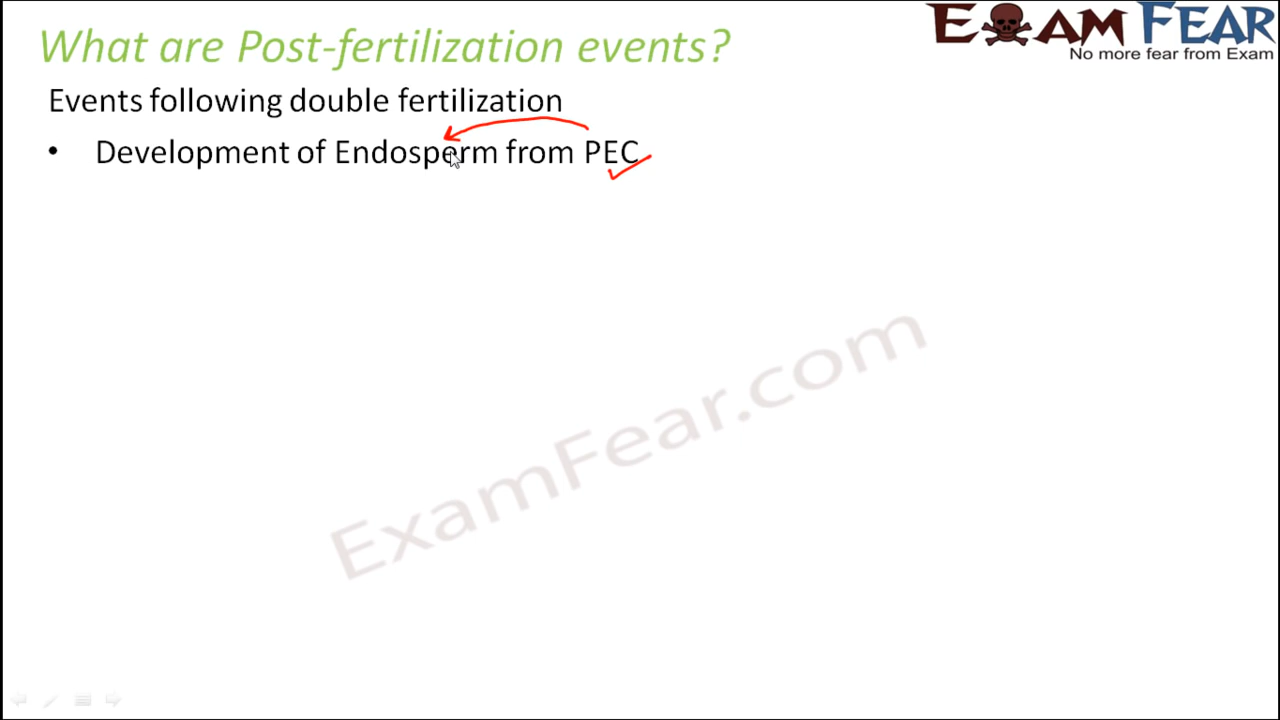 What are Post-fertilization events?
EXAM FEAR
No more fear from Exam
Events following double fertilization
• Development of Endosperm from PEC
ExamFear.com